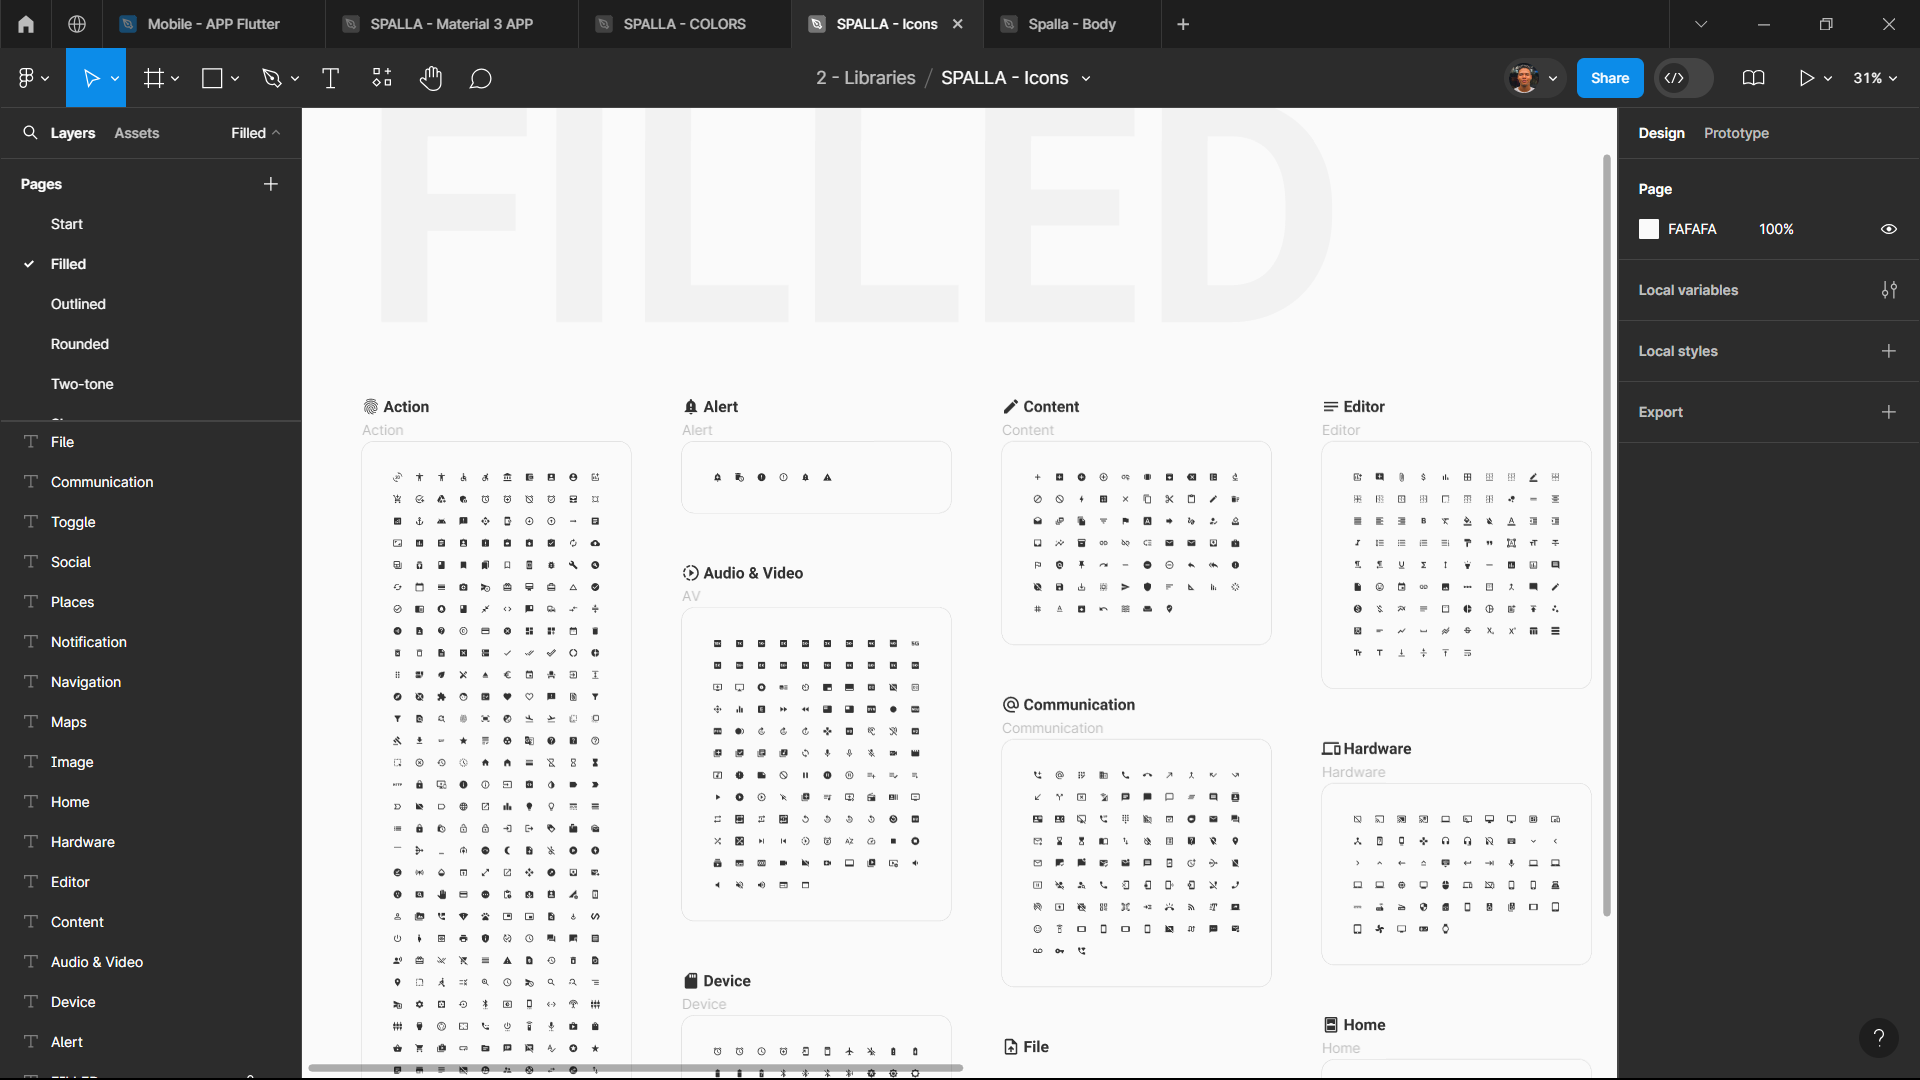 Mobile - APP Flutter
SPALLA - Material 3 APP
SPALLA - COLORS
SPALLA - Icons
Spalla - Body
2 - Libraries / SPALLA - Icons
Share
31%
Layers
Assets
Filled
Pages
Start
Filled
Outlined
Rounded
Two-tone
File
Communication
Toggle
Social
Places
Notification
Navigation
Maps
Image
Home
Hardware
Editor
Content
Audio & Video
Device
Alert
FILLED
Action
Action
Alert
Alert
Audio & Video
AV
Device
Device
Content
Content
Communication
Communication
File
Editor
Editor
Hardware
Hardware
Home
Home
Design
Prototype
Page
FAFAFA
100%
Local variables
Local styles
Export
?